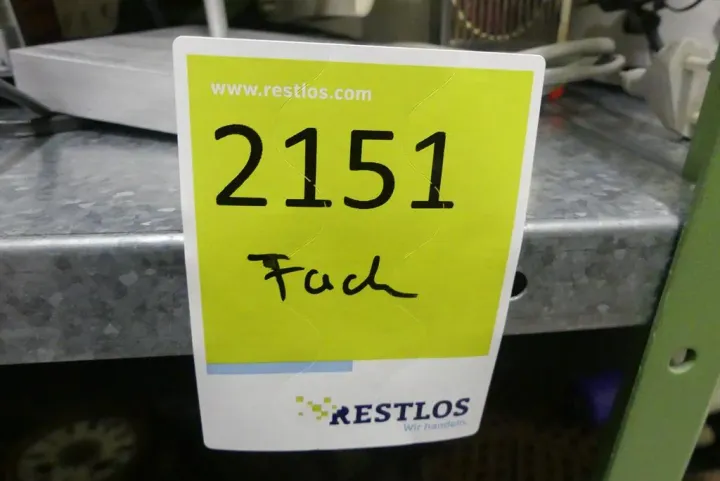 www.restlos.com
2151
Fach
RESTLOS
Wir handeln.